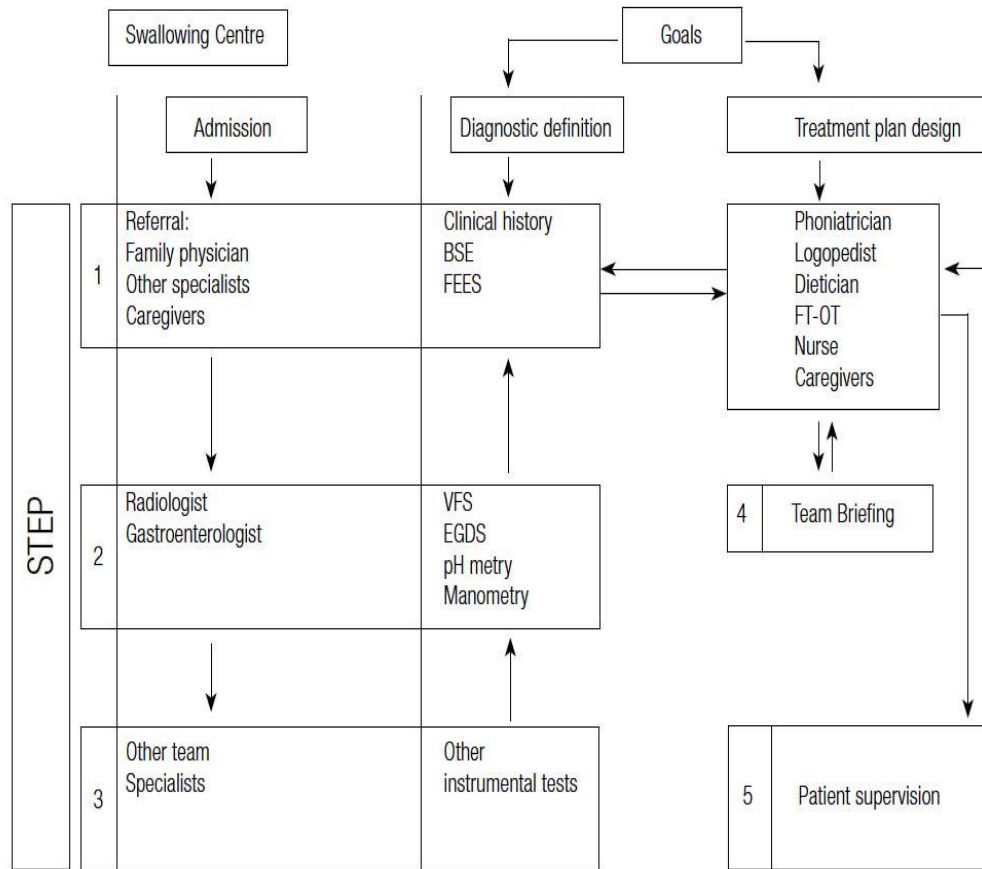 Swallowing Centre
Goals
Admission
Diagnostic definition
Treatment plan design
STEP
1
Referral:
Family physician
Other specialists
Caregivers
Clinical history
BSE
FEES
Phoniatrician
Logopedist
Dietician
FT-OT
Nurse
Caregivers
2
Radiologist
Gastroenterologist
VFS
EGDS
pH metry
Manometry
4
Team Briefing
3
Other team
Specialists
Other
instrumental tests
5
Patient supervision